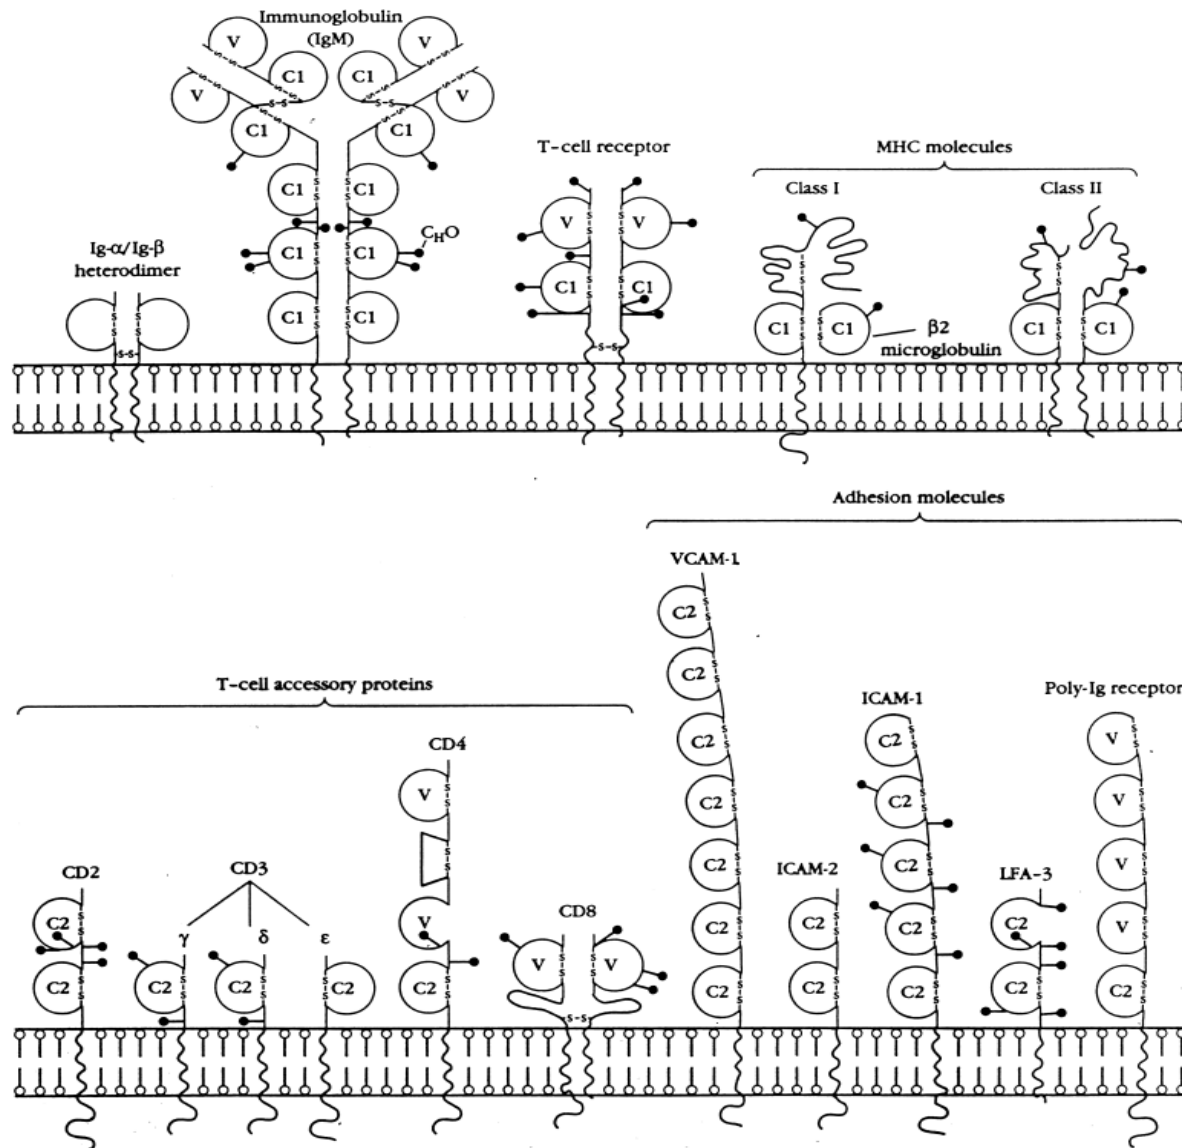 Immunoglobulin
(IgM)
V
V
V
V
C1
C1
C1
C1
T-cell receptor
MHC molecules
Class I
Class II
C1
C1
V
V
CHO
Ig-α/Ig-β
heterodimer
C1
C1
C1
C1
C1
C1
C1
C1
C1
C1
β2
microglobulin
C1
C1
S
S
S-S
S-S
Adhesion molecules
VCAM-1
C2
C2
T-cell accessory proteins
ICAM-1
Poly-Ig receptor
C2
C2
V
CD4
V
C2
C2
V
CD2
CD3
C2
ICAM-2
C2
LFA-3
V
C2
V
CD8
C2
C2
C2
C2
V
γ
δ
ε
V
V
C2
C2
C2
C2
C2
C2
C2
C2
C2
V
S-S